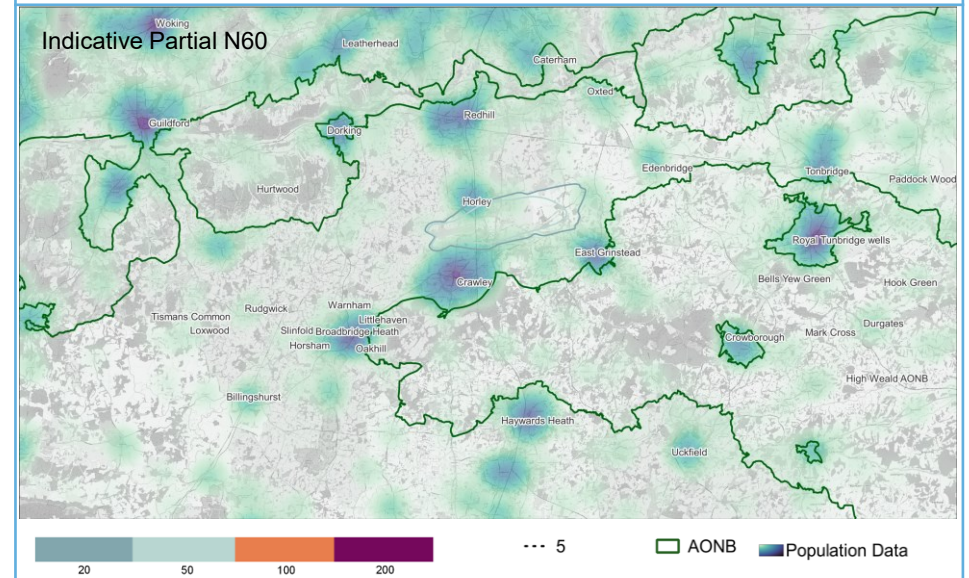 Woking
Indicative Partial N60
Leatherhead
Caterham
Oxted
Guildford
Redhill
Dorking
Edenbridge
Tonbridge
Paddock Wood
Hurtwood
Horley
Royal Tunbridge wells
East Grinstead
Bells Yew Green
Hook Green
Crawley
Warnham
Rudgwick
Tismans Common
Littlehaven
Loxwood
Slinfold Broadbridge Heath
Durgates
Mark Cross
Crowborough
Horsham
Oakhill
High Weald AONB
Billingshurst
Haywards Heath
Uckfield
5
AONB
Population Data
20 50 100 200